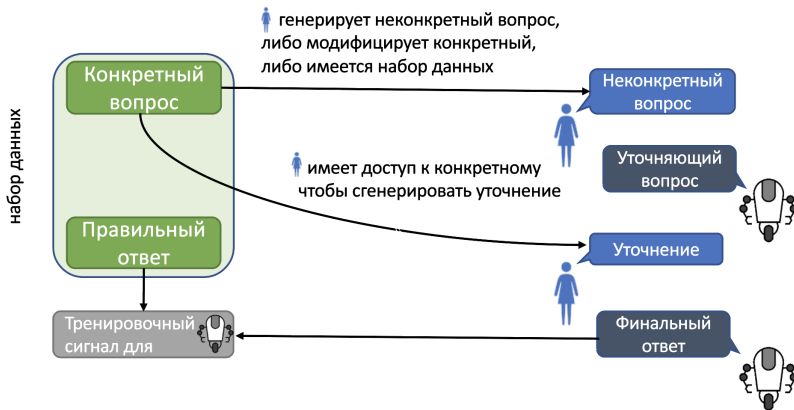 генерирует неконкретный вопрос,
либо модифицирует конкретный,
либо имеется набор данных
набор данных
Конкретный
вопрос
Неконкретный
вопрос
Уточняющий
вопрос
имеет доступ к конкретному
чтобы сгенерировать уточнение
Правильный
ответ
Уточнение
Тренировочный
сигнал для
Финальный
ответ